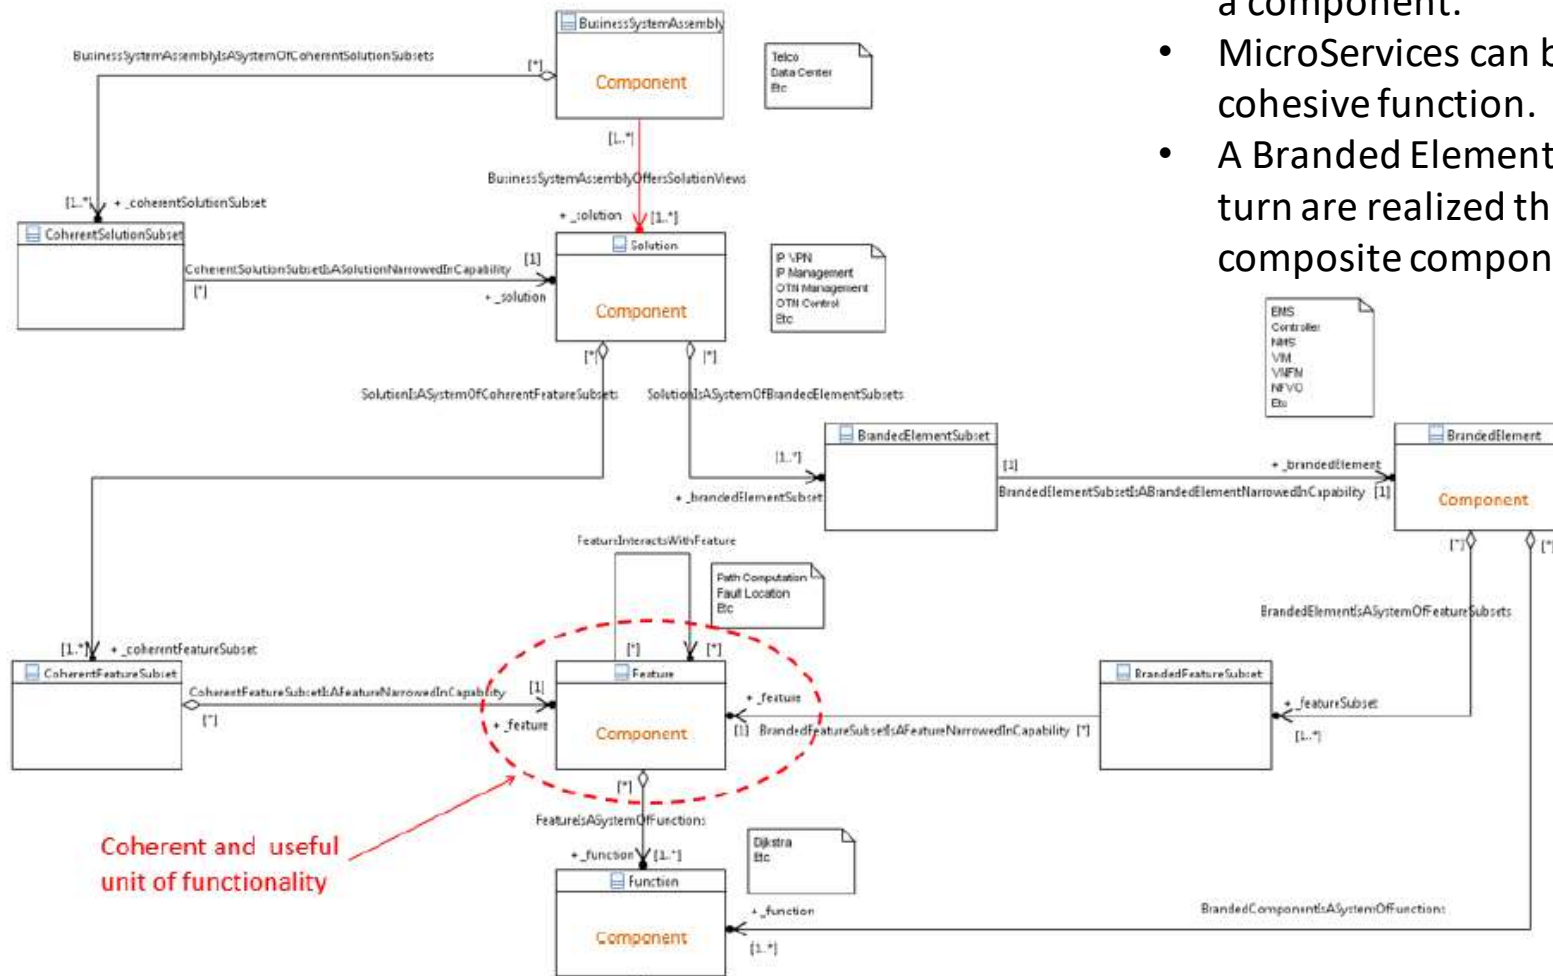 a component.
• MicroServices can b
cohesive function.
• A Branded Element
turn are realized th
composite compon
BusinessSystemAssembly
Component
Telco
Data Center
Etc
BusinessSystemAssemblyIsASystemOfCoherentSolutionSubsets
[*]
[1..*]
BusinessSystemAssemblyOffersSolutionViews
[1..*]
+ _coherentSolutionSubset
+ _solution
[1..*]
CoherentSolutionSubset
Solution
Component
CoherentSolutionSubsetIsASolutionNarrowedInCapability
[1]
[*]
+ _solution
IP VPN
IP Management
OTN Management
OTN Control
Etc
EMS
Controller
NMS
VIM
VNFM
NFVO
Etc
[*]
[*]
SolutionIsASystemOfCoherentFeatureSubsets
SolutionIsASystemOfBrandedElementSubsets
BrandedElementSubset
BrandedElement
Component
[1..*]
+ _brandedElementSubset
[1]
+ _brandedElement
BrandedElementSubsetIsABrandedElementNarrowedInCapability
[1]
[*]
[*]
FeatureInteractsWithFeature
Path Computation
Fault Location
Etc
BrandedElementIsASystemOfFeatureSubsets
[1..*]
+ _coherentFeatureSubset
[*]
[*]
CoherentFeatureSubset
Feature
Component
BrandedFeatureSubset
CoherentFeatureSubsetIsAFeatureNarrowedInCapability
[1]
[*]
+ _feature
+ _feature
[1]
BrandedFeatureSubsetIsAFeatureNarrowedInCapability
[*]
+ _featureSubset
[1..*]
[*]
FeatureIsASystemOfFunctions
Coherent and useful
unit of functionality
+ _function
[1..*]
Dijkstra
Etc
Function
Component
+ _function
[1..*]
BrandedComponentIsASystemOfFunctions